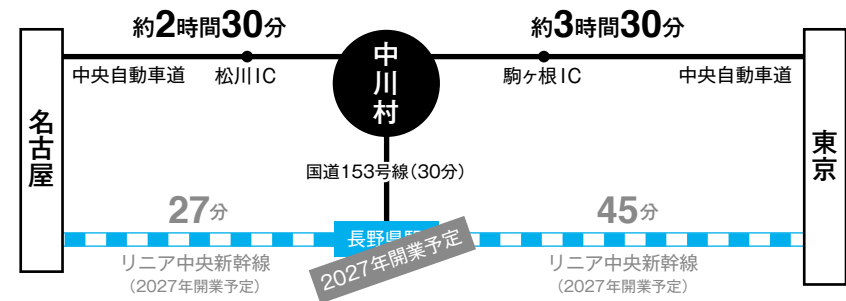 約2時間30分
約3時間30分
名古屋
中央自動車道
松川IC
中川村
駒ヶ根IC
中央自動車道
東京
国道153号線(30分)
27分
45分
長野県駅
2027年開業予定
リニア中央新幹線
(2027年開業予定)
リニア中央新幹線
(2027年開業予定)